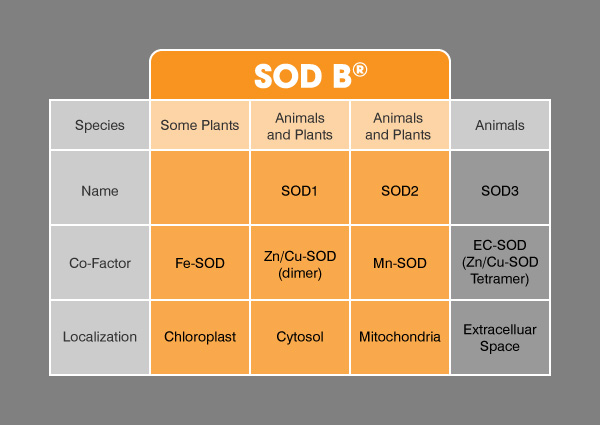 SOD B®
Species Some Plants Animals and Plants Animals and Plants Animals
Name SOD1 SOD2 SOD3
Co-Factor Fe-SOD Zn/Cu-SOD (dimer) Mn-SOD EC-SOD (Zn/Cu-SOD Tetramer)
Localization Chloroplast Cytosol Mitochondria Extracelluar Space